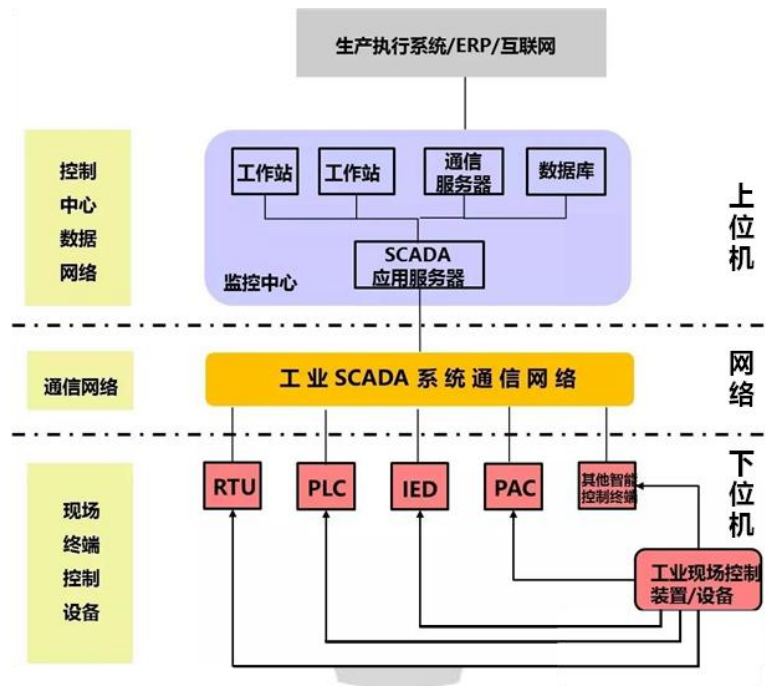 生产执行系统/ERP/互联网
控制
中心
数据
网络
工作站
工作站
通信
服务器
数据库
SCADA
应用服务器
监控中心
上
位
机
通信网络
工业SCADA系统通信网络
网
络
现场
终端
控制
设备
RTU
PLC
IED
PAC
其他智能
控制终端
下
位
机
工业现场控制
装置/设备